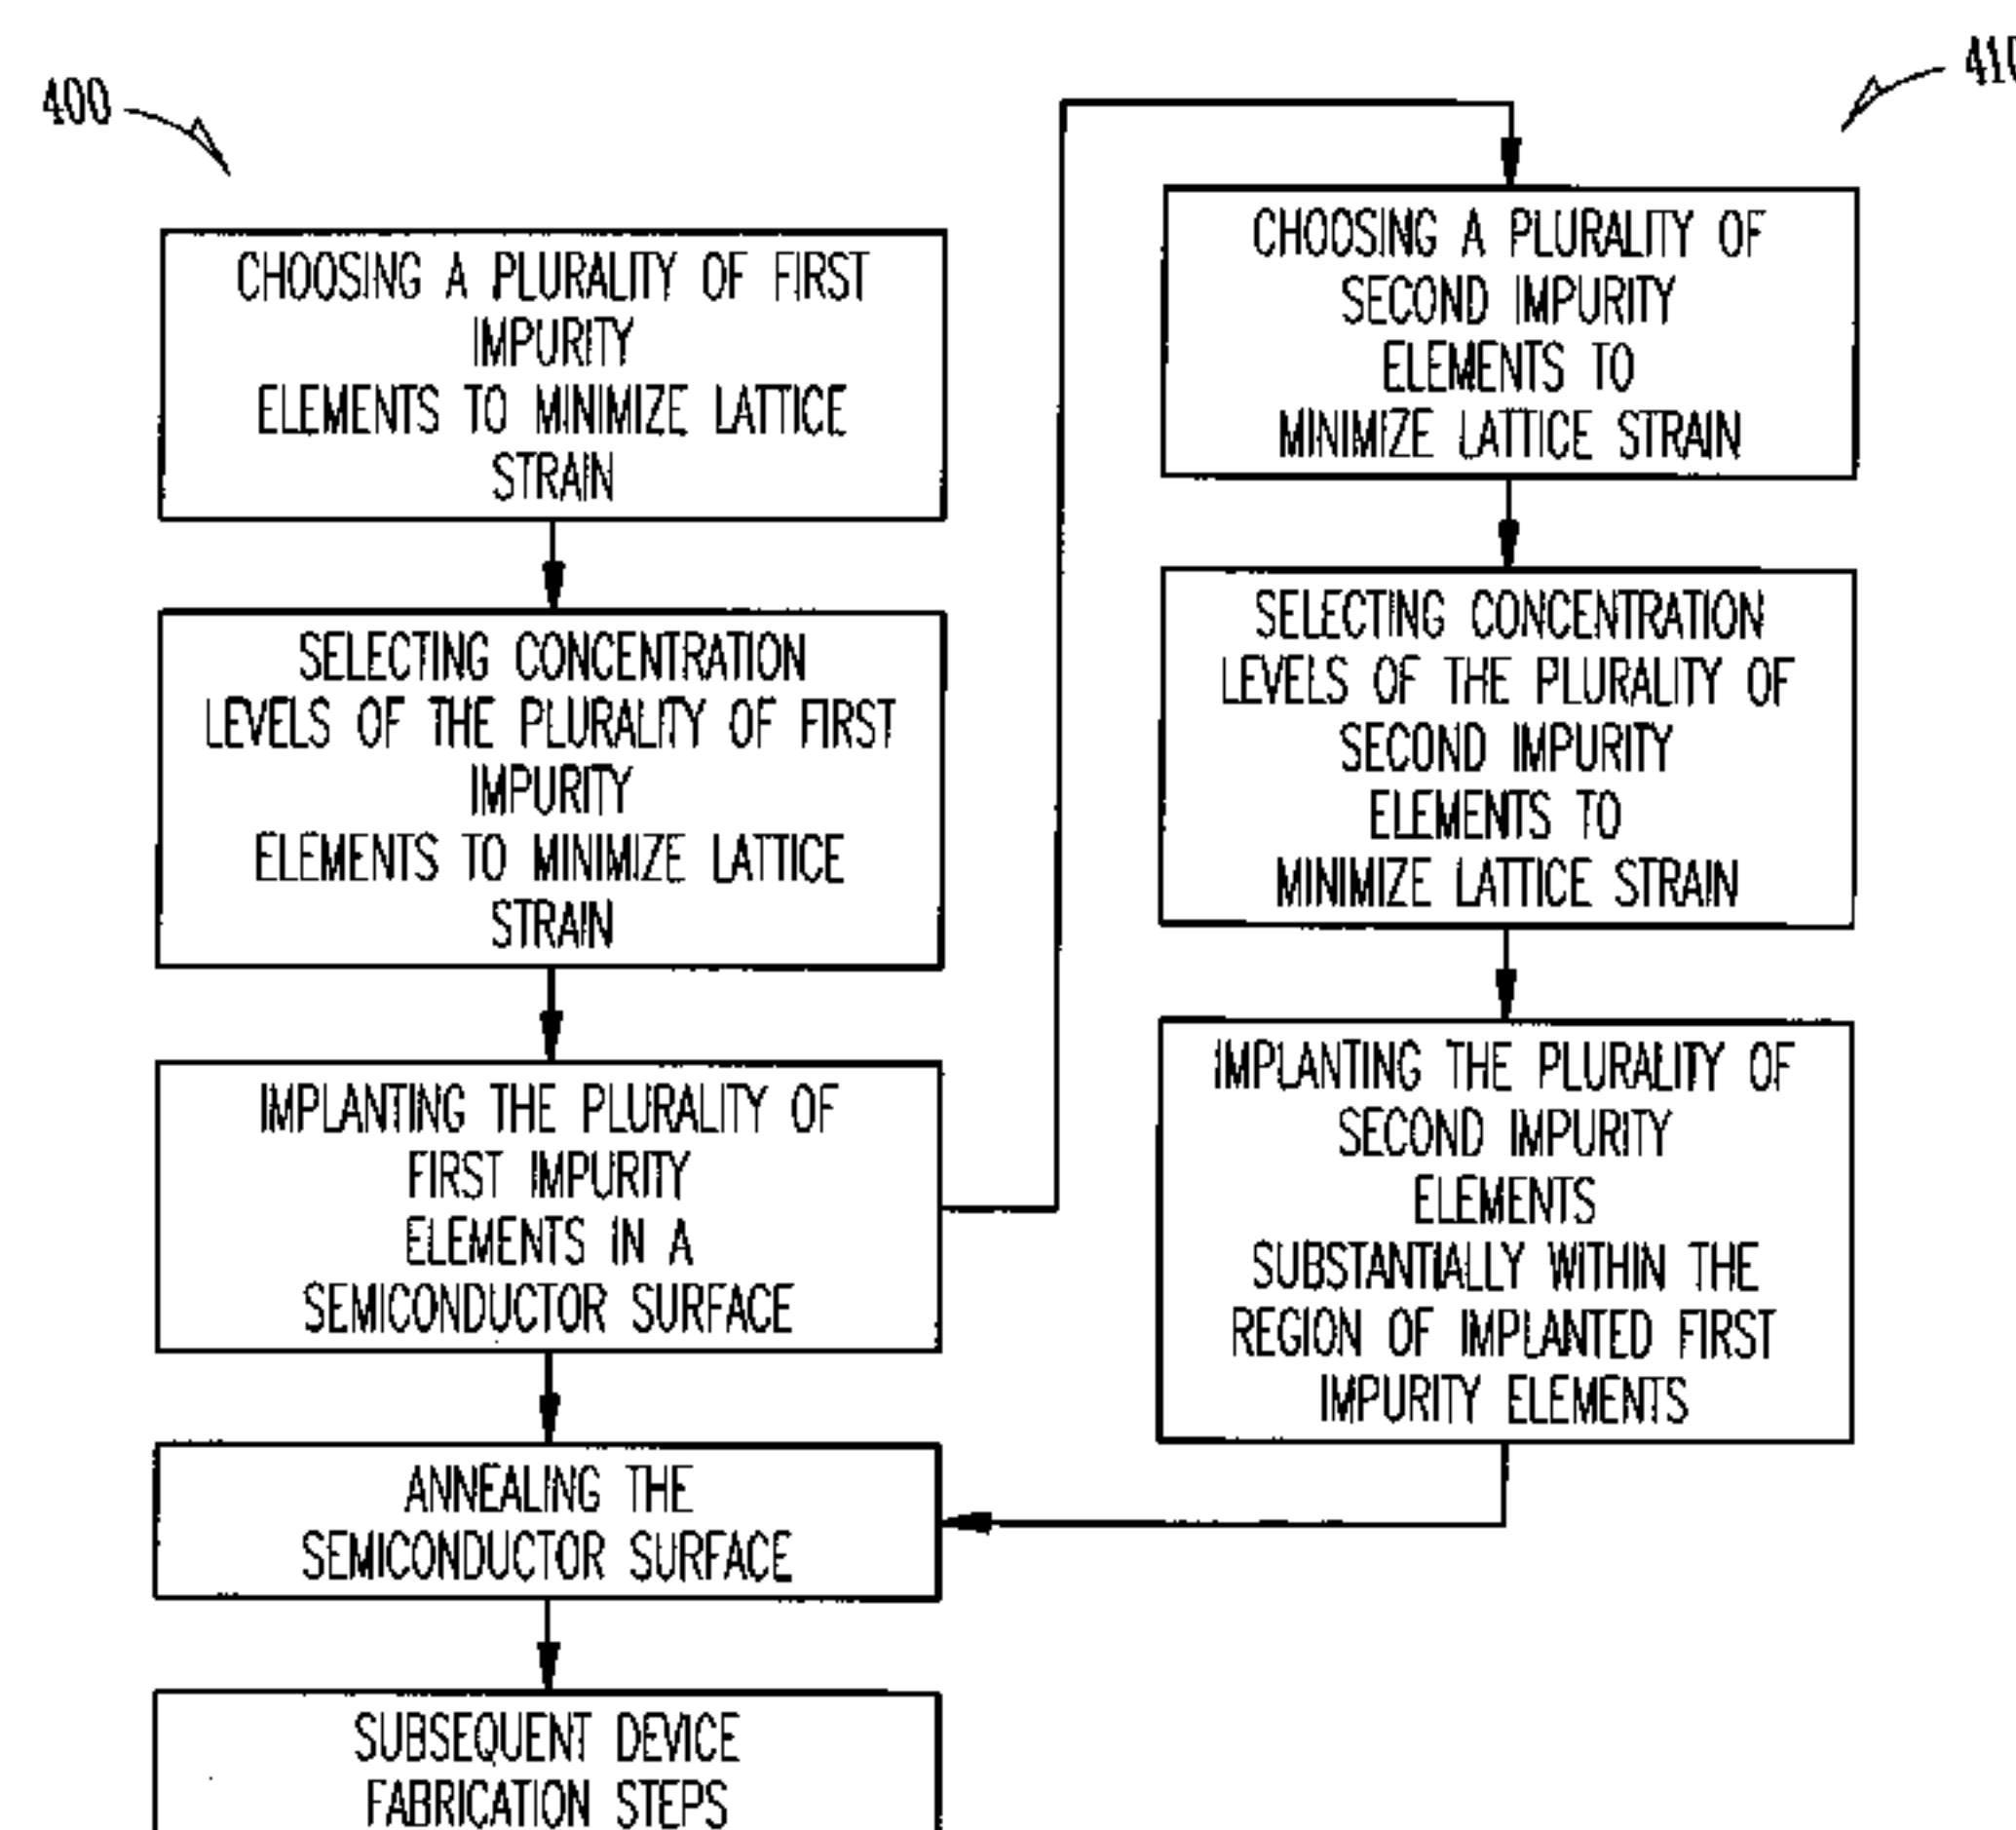 400
CHOOSING A PLURALITY OF FIRST
IMPURITY
ELEMENTS TO MINIMIZE LATTICE
STRAIN
SELECTING CONCENTRATION
LEVELS OF THE PLURALITY OF FIRST
IMPURITY
ELEMENTS TO MINIMIZE LATTICE
STRAIN
IMPLANTING THE PLURALITY OF
FIRST IMPURITY
ELEMENTS IN A
SEMICONDUCTOR SURFACE
ANNEALING THE
SEMICONDUCTOR SURFACE
SUBSEQUENT DEVICE
FABRICATION STEPS
410
CHOOSING A PLURALITY OF
SECOND IMPURITY
ELEMENTS TO
MINIMIZE LATTICE STRAIN
SELECTING CONCENTRATION
LEVELS OF THE PLURALITY OF
SECOND IMPURITY
ELEMENTS TO
MINIMIZE LATTICE STRAIN
IMPLANTING THE PLURALITY OF
SECOND IMPURITY
ELEMENTS
SUBSTANTIALLY WITHIN THE
REGION OF IMPLANTED FIRST
IMPURITY ELEMENTS